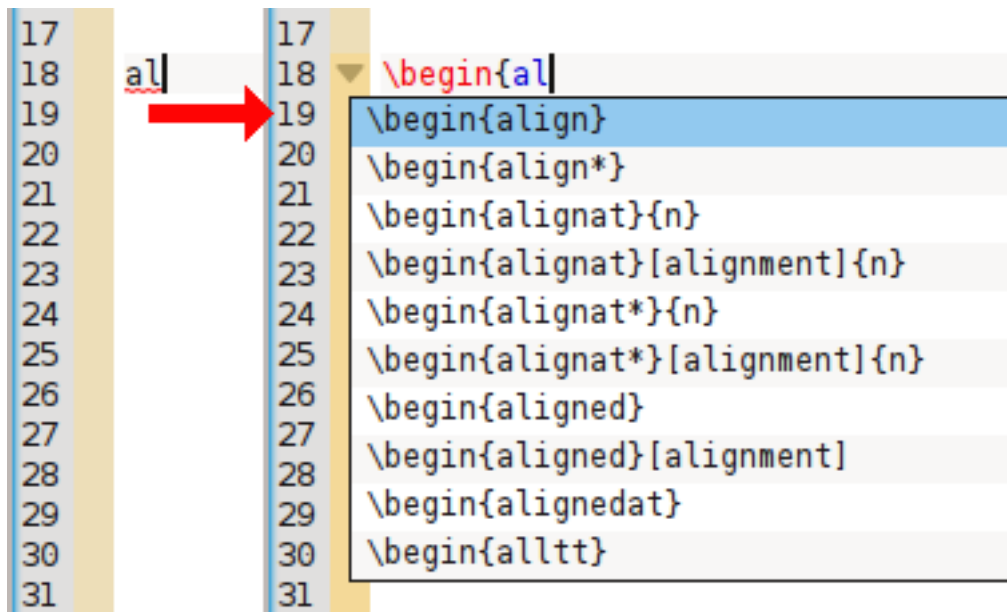 17
18 al
19
20
21
22
23
24
25
26
27
28
29
30
31
17
18 \begin{al
19
20
21
22
23
24
25
26
27
28
29
30
31
\begin{align}
\begin{align*}
\begin{alignat}{n}
\begin{alignat}[alignment]{n}
\begin{alignat*}{n}
\begin{alignat*}[alignment]{n}
\begin{aligned}
\begin{aligned}[alignment]
\begin{alignedat}
\begin{alltt}